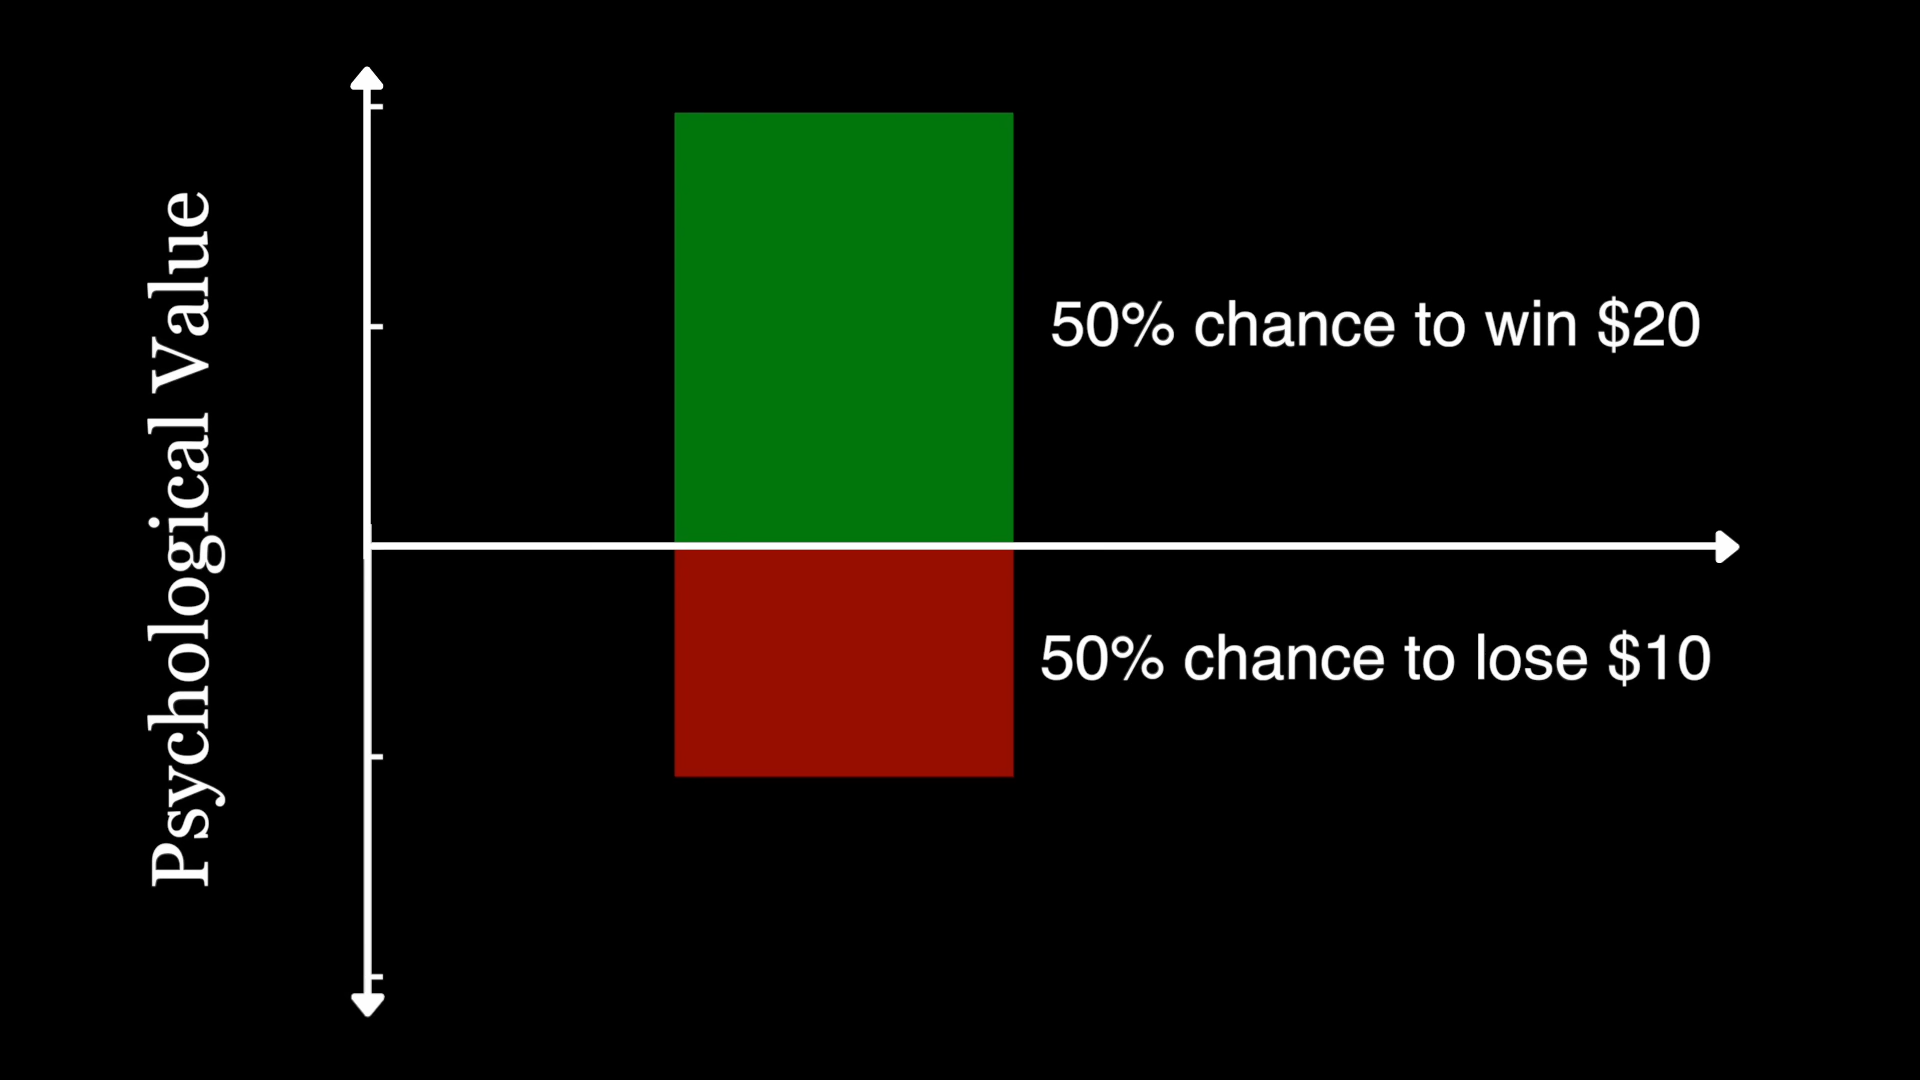 Psychological Value
50% chance to win $20
50% chance to lose $10